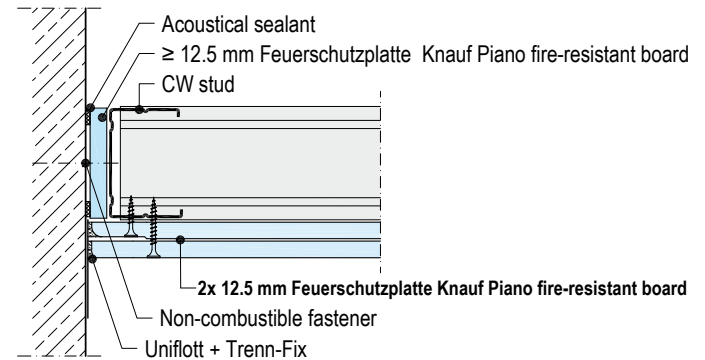 Acoustical sealant
≥ 12.5 mm Feuerschutzplatte Knauf Piano fire-resistant board
CW stud
2x 12.5 mm Feuerschutzplatte Knauf Piano fire-resistant board
Non-combustible fastener
Uniflott + Trenn-Fix